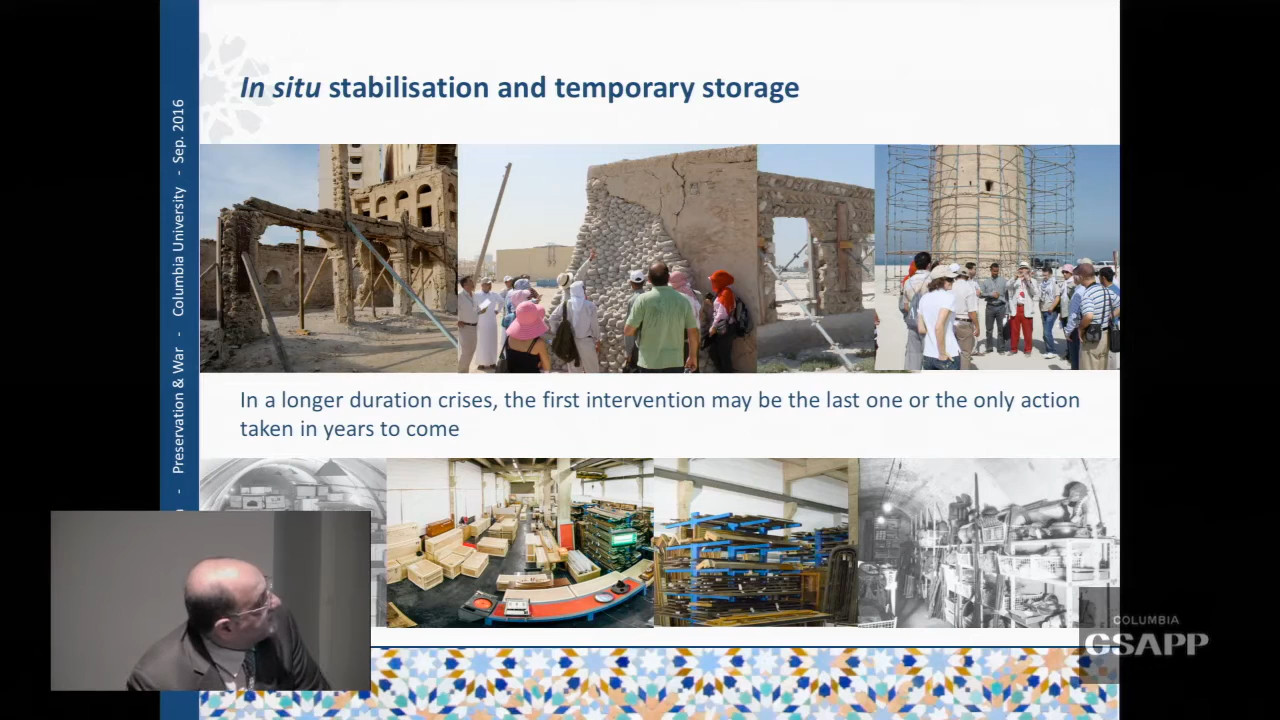 In situ stabilisation and temporary storage
Preservation & War - Columbia University - Sep. 2016
In a longer duration crises, the first intervention may be the last one or the only action
taken in years to come
COLUMBIA
GSAPP